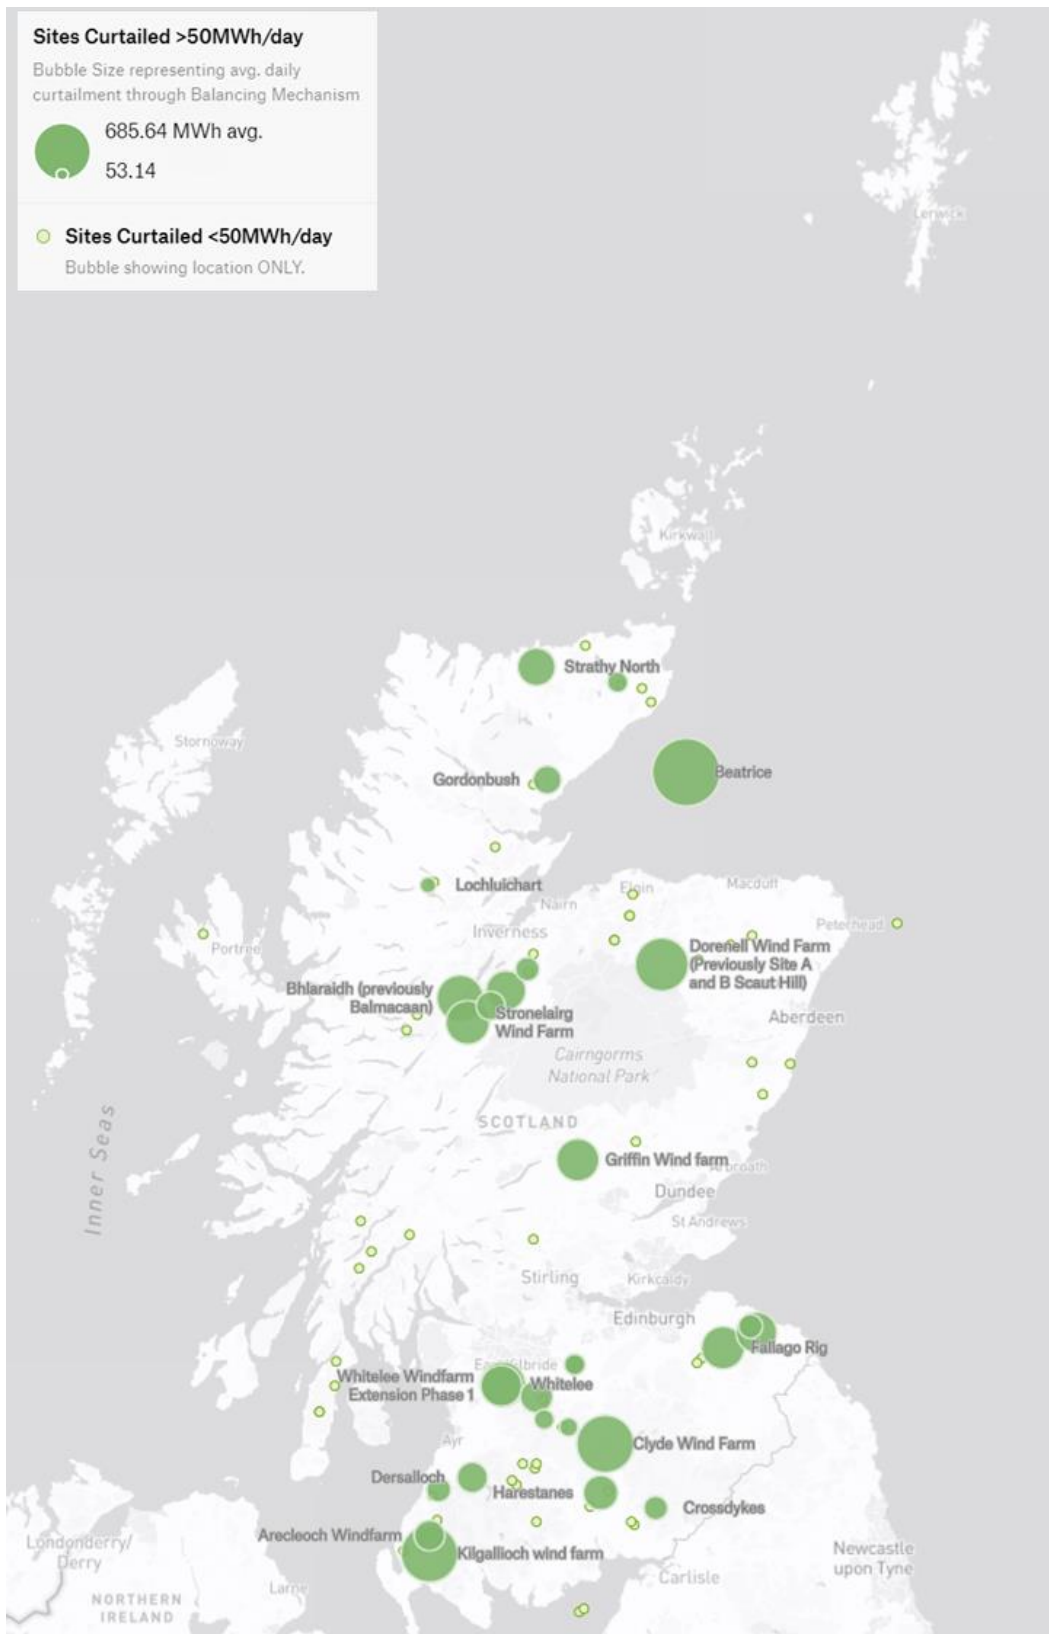 Sites Curtailed >50MWh/day
Bubble Size representing avg. daily
curtailment through Balancing Mechanism
685.64 MWh avg.
53.14
Sites Curtailed <50MWh/day
Bubble showing location ONLY.
Lerwick
Kirkwall
Strathy North
Stornoway
Gordonbush
Beatrice
Lochluichart
Elgin
Macduff
Nairn
Peterhead
Inverness
Portree
Dorenell Wind Farm
(Previously Site A
and B Scaut Hill)
Bhlaraidh (previously
Balmacaan)
Stronelairg
Wind Farm
Aberdeen
Cairngorms
National Park
SCOTLAND
Inner Seas
Griffin Wind farm
Arbroath
Dundee
St Andrews
Stirling
Kirkcaldy
Edinburgh
Fallago Rig
East Kilbride
Whitelee Windfarm
Extension Phase 1
Whitelee
Ayr
Clyde Wind Farm
Dersalloch
Harestanes
Crossdykes
Arecleoch Windfarm
Kilgallioch wind farm
Londonderry/
Derry
Newcastle
upon Tyne
Carlisle
Larne
NORTHERN
IRELAND